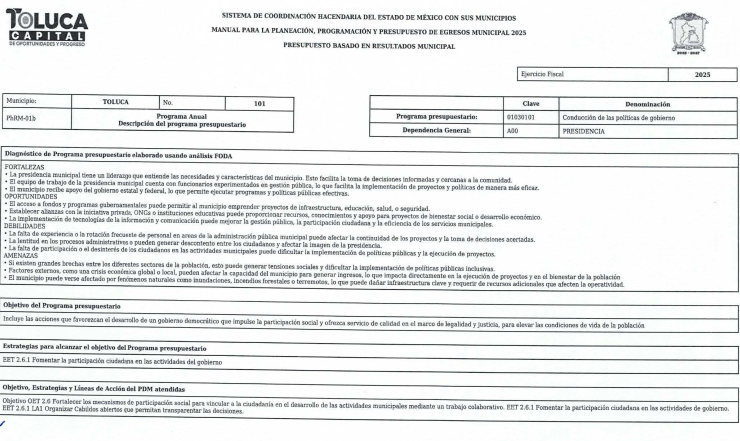 TOLUCA
CAPITAL
DE OPORTUNIDADES Y PROGRESO
SISTEMA DE COORDINACIÓN HACENDARIA DEL ESTADO DE MÉXICO CON SUS MUNICIPIOS
MANUAL PARA LA PLANEACIÓN, PROGRAMACIÓN Y PRESUPUESTO DE EGRESOS MUNICIPAL 2025
PRESUPUESTO BASADO EN RESULTADOS MUNICIPAL
2025 - 2027
Ejercicio Fiscal 2025
Municipio: TOLUCA No. 101
PbRM-01b Programa Anual
Descripción del programa presupuestario
Clave Denominación
Programa presupuestario: 01030101 Conducción de las políticas de gobierno
Dependencia General: A00 PRESIDENCIA
Diagnóstico de Programa presupuestario elaborado usando análisis FODA
FORTALEZAS
• La presidencia municipal tiene un liderazgo que entiende las necesidades y características del municipio. Esto facilita la toma de decisiones informadas y cercanas a la comunidad.
• El equipo de trabajo de la presidencia municipal cuenta con funcionarios experimentados en gestión pública, lo que facilita la implementación de proyectos y políticas de manera más eficaz.
• El municipio recibe apoyo del gobierno estatal y federal, lo que permite ejecutar programas y políticas públicas efectivas.
OPORTUNIDADES
• El acceso a fondos y programas gubernamentales puede permitir al municipio emprender proyectos de infraestructura, educación, salud, o seguridad.
• Establecer alianzas con la iniciativa privada, ONGs o instituciones educativas puede proporcionar recursos, conocimientos y apoyo para proyectos de bienestar social o desarrollo económico.
• La implementación de tecnologías de la información y comunicación puede mejorar la gestión pública, la participación ciudadana y la eficiencia de los servicios municipales.
DEBILIDADES
• La falta de experiencia o la rotación frecuente de personal en areas de la administración pública municipal puede afectar la continuidad de los proyectos y la toma de decisiones acertadas.
• La lentitud en los procesos administrativos o pueden generar descontento entre los ciudadanos y afectar la imagen de la presidencia.
• La falta de participación o el desinterés de los ciudadanos en las actividades municipales puede dificultar la implementación de políticas públicas y la ejecución de proyectos.
AMENAZAS
• Si existen grandes brechas entre los diferentes sectores de la población, esto puede generar tensiones sociales y dificultar la implementación de políticas públicas inclusivas.
• Factores externos, como una crisis económica global o local, pueden afectar la capacidad del municipio para generar ingresos, lo que impacta directamente en la ejecución de proyectos y en el bienestar de la población
• El municipio puede verse afectado por fenómenos naturales como inundaciones, incendios forestales o terremotos, lo que puede dañar infraestructura clave y requerir de recursos adicionales que afecten la operatividad.
Objetivo del Programa presupuestario
Incluye las acciones que favorezcan el desarrollo de un gobierno democrático que impulse la participación social y ofrezca servicio de calidad en el marco de legalidad y justicia, para elevar las condiciones de vida de la población
Estrategias para alcanzar el objetivo del Programa presupuestario
EET 2.6.1 Fomentar la participación ciudadana en las actividades del gobierno
Objetivo, Estrategias y Líneas de Acción del PDM atendidas
Objetivo OET 2.6 Fortalecer los mecanismos de participación social para vincular a la ciudadanía en el desarrollo de las actividades municipales mediante un trabajo colaborativo. EET 2.6.1 Fomentar la participación ciudadana en las actividades de gobierno.
EET 2.6.1 LA1 Organizar Cabildos abiertos que permitan transparentar las decisiones.